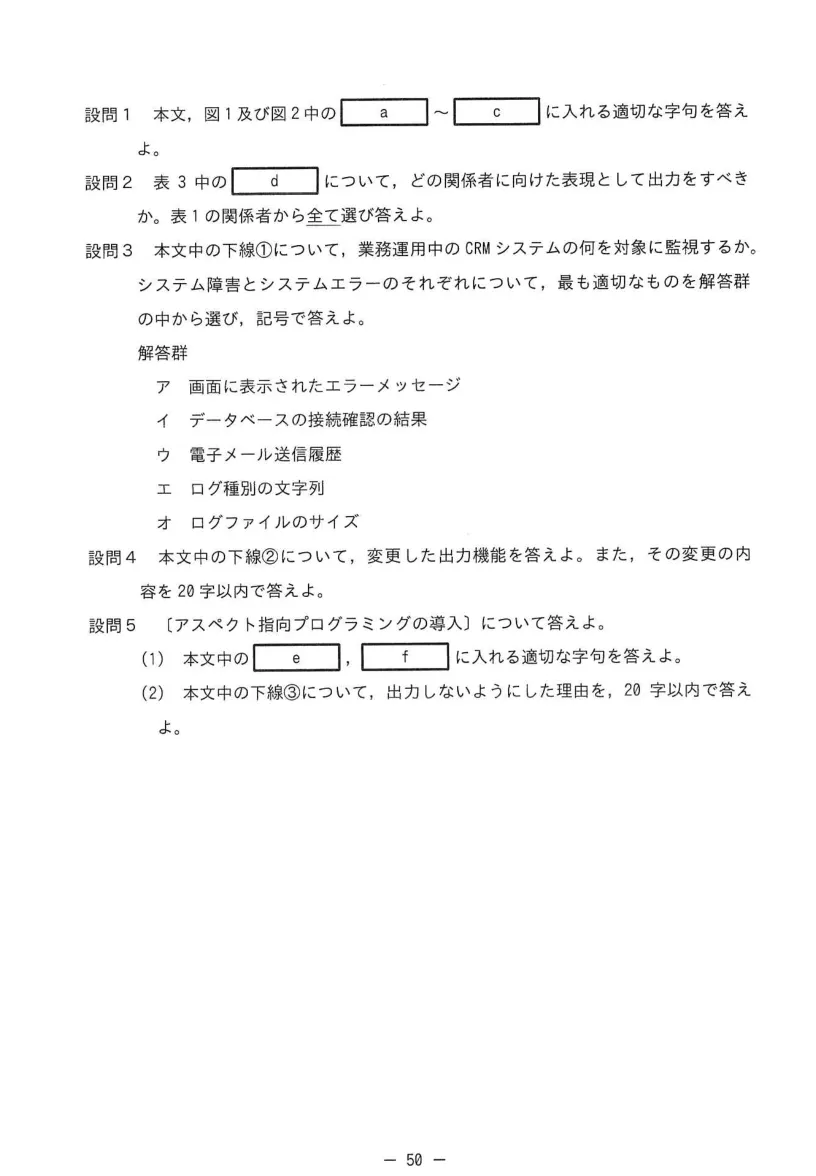 設問1 本文，図1及び図2中の a ～ c に入れる適切な字句を答え
よ。
設問2 表 3 中の d について，どの関係者に向けた表現として出力をすべき
か。表1の関係者から全て選び答えよ。
設問3 本文中の下線①について，業務運用中の CRM システムの何を対象に監視するか。
システム障害とシステムエラーのそれぞれについて，最も適切なものを解答群
の中から選び，記号で答えよ。
解答群
ア 画面に表示されたエラーメッセージ
イ データベースの接続確認の結果
ウ 電子メール送信履歴
エ ログ種別の文字列
オ ログファイルのサイズ
設問4 本文中の下線②について，変更した出力機能を答えよ。また，その変更の内
容を 20 字以内で答えよ。
設問5 〔アスペクト指向プログラミングの導入〕について答えよ。
(1) 本文中の e ， f に入れる適切な字句を答えよ。
(2) 本文中の下線③について，出力しないようにした理由を，20 字以内で答え
よ。
― 50 ―